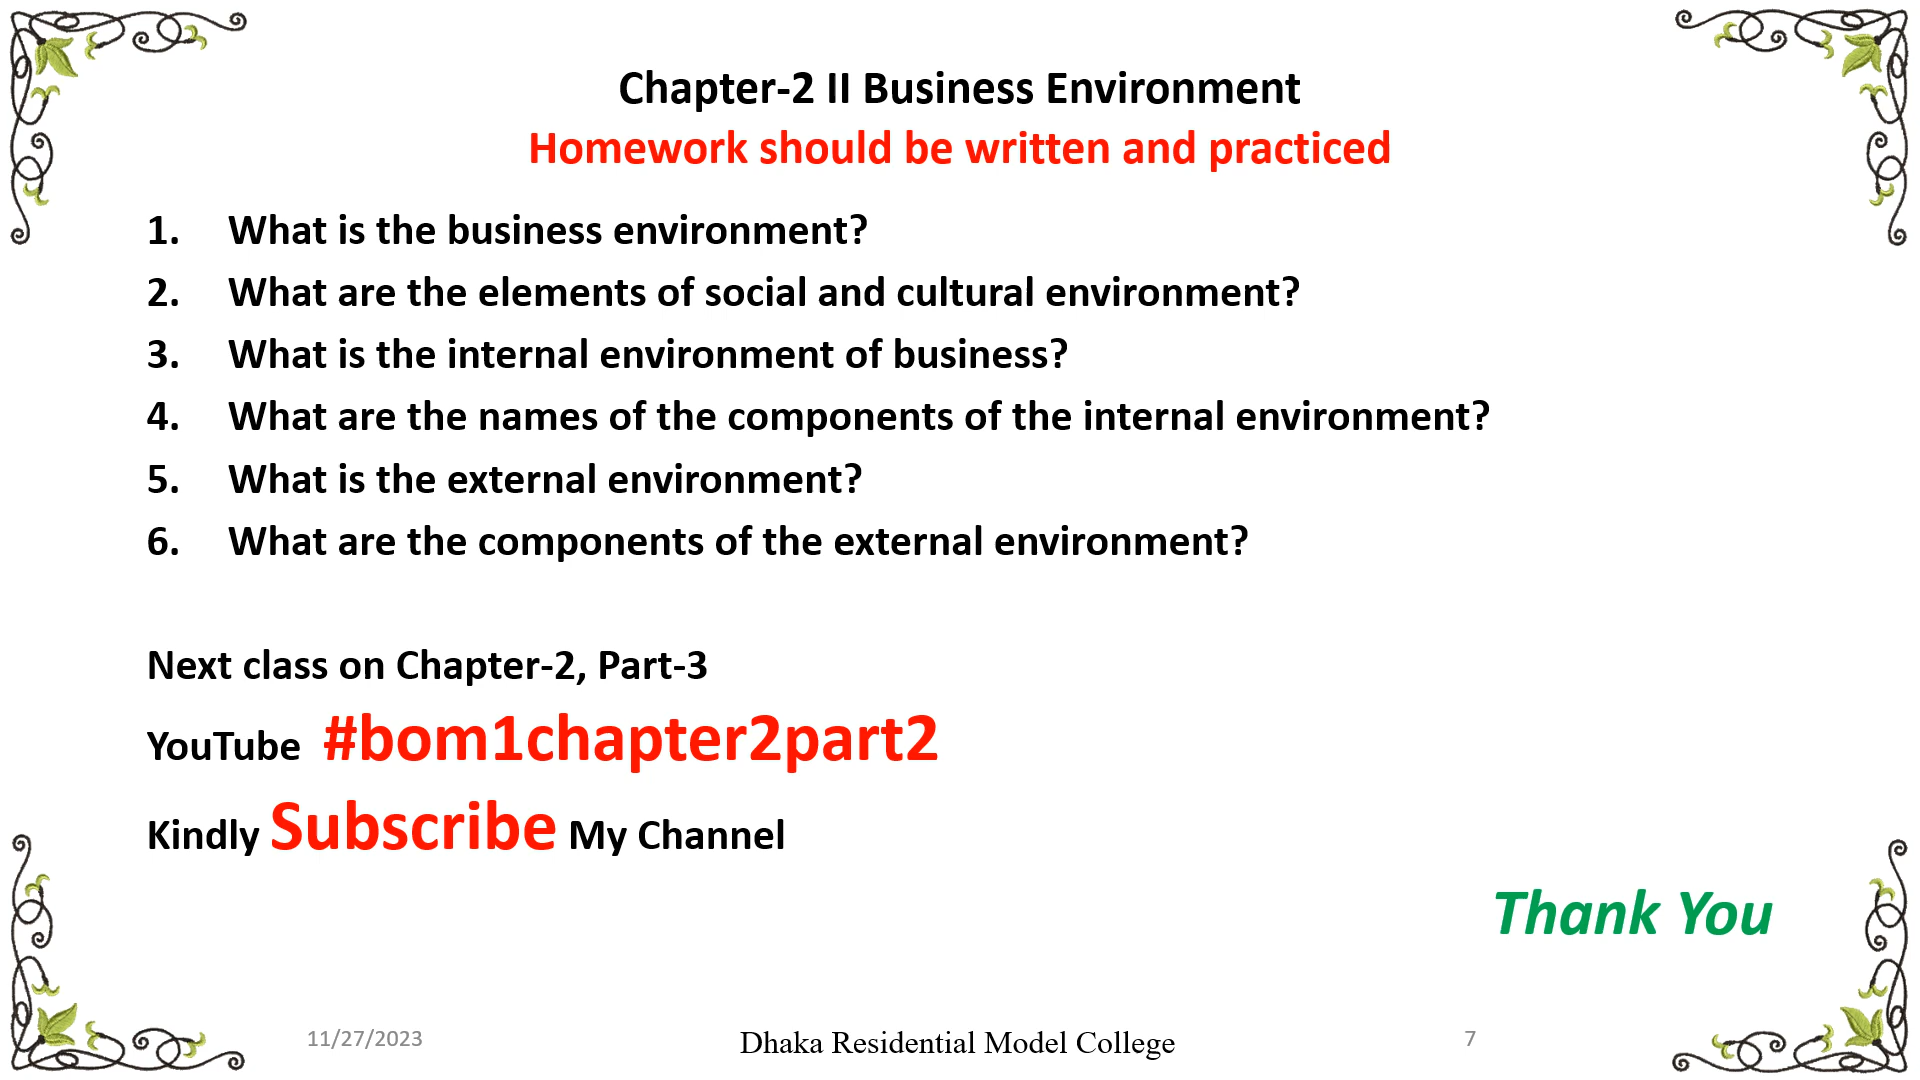 Chapter-2 II Business Environment
Homework should be written and practiced
1. What is the business environment?
2. What are the elements of social and cultural environment?
3. What is the internal environment of business?
4. What are the names of the components of the internal environment?
5. What is the external environment?
6. What are the components of the external environment?
Next class on Chapter-2, Part-3
YouTube #bom1chapter2part2
Kindly Subscribe My Channel
Thank You
11/27/2023 Dhaka Residential Model College 7